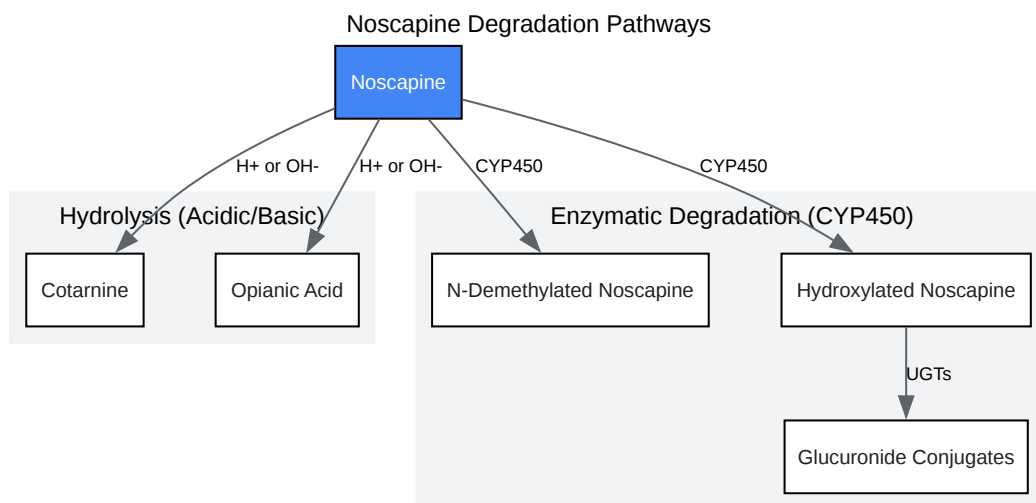 Noscapine Degradation Pathways
Noscapine
H+ or OH-
H+ or OH-
CYP450
CYP450
Hydrolysis (Acidic/Basic)
Enzymatic Degradation (CYP450)
Cotarnine
Opianic Acid
N-Demethylated Noscapine
Hydroxylated Noscapine
UGTs
Glucuronide Conjugates